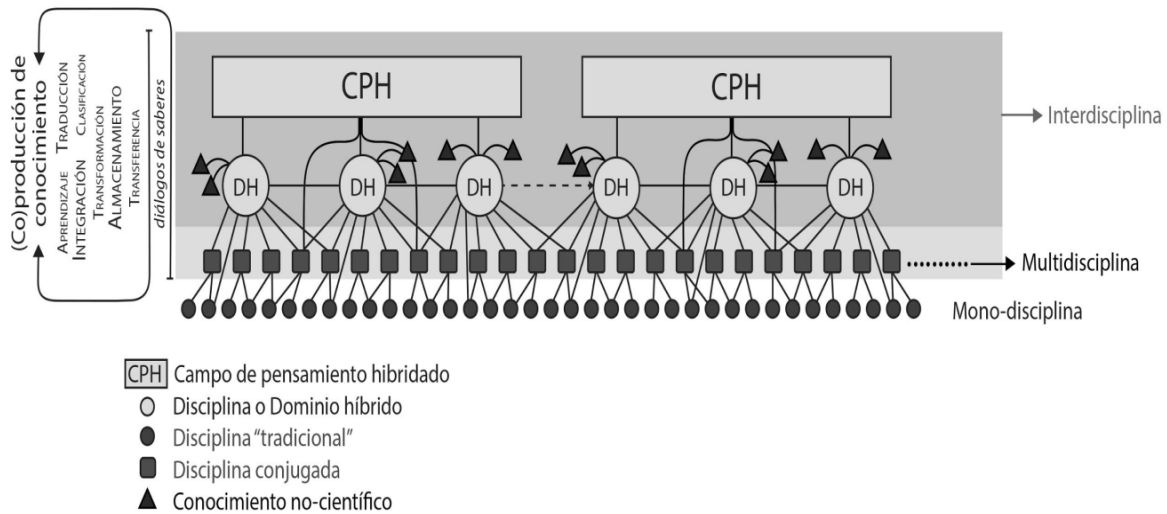 (Co)producción de
conocimiento
APRENDIZAJE TRADUCCIÓN
INTEGRACIÓN CLASIFICACIÓN
TRANSFORMACIÓN
ALMACENAMIENTO
TRANSFERENCIA
diálogos de saberes
CPH
CPH
DH
DH
DH
DH
DH
DH
Interdisciplina
Multidisciplina
Mono-disciplina
CPH Campo de pensamiento hibridado
Disciplina o Dominio híbrido
Disciplina “tradicional”
Disciplina conjugada
Conocimiento no-científico